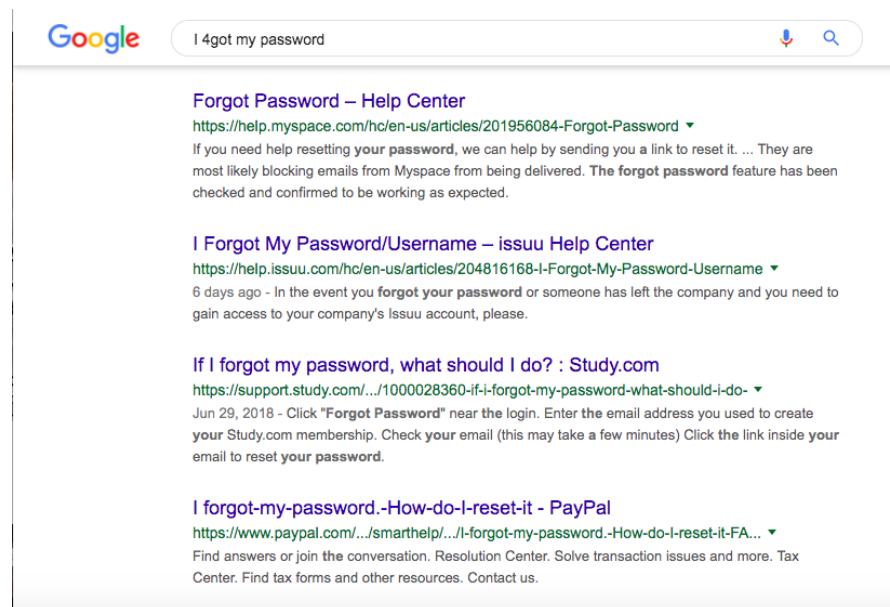 Google
I 4got my password
Forgot Password – Help Center
https://help.myspace.com/hc/en-us/articles/201956084-Forgot-Password
If you need help resetting your password, we can help by sending you a link to reset it. ... They are
most likely blocking emails from Myspace from being delivered. The forgot password feature has been
checked and confirmed to be working as expected.
I Forgot My Password/Username – issuu Help Center
https://help.issuu.com/hc/en-us/articles/204816168-I-Forgot-My-Password-Username
6 days ago - In the event you forgot your password or someone has left the company and you need to
gain access to your company's Issuu account, please.
If I forgot my password, what should I do? : Study.com
https://support.study.com/.../1000028360-if-i-forgot-my-password-what-should-i-do-
Jun 29, 2018 - Click "Forgot Password" near the login. Enter the email address you used to create
your Study.com membership. Check your email (this may take a few minutes) Click the link inside your
email to reset your password.
I forgot-my-password.-How-do-I-reset-it - PayPal
https://www.paypal.com/.../smarthelp/.../I-forgot-my-password.-How-do-I-reset-it-FA...
Find answers or join the conversation. Resolution Center. Solve transaction issues and more. Tax
Center. Find tax forms and other resources. Contact us.